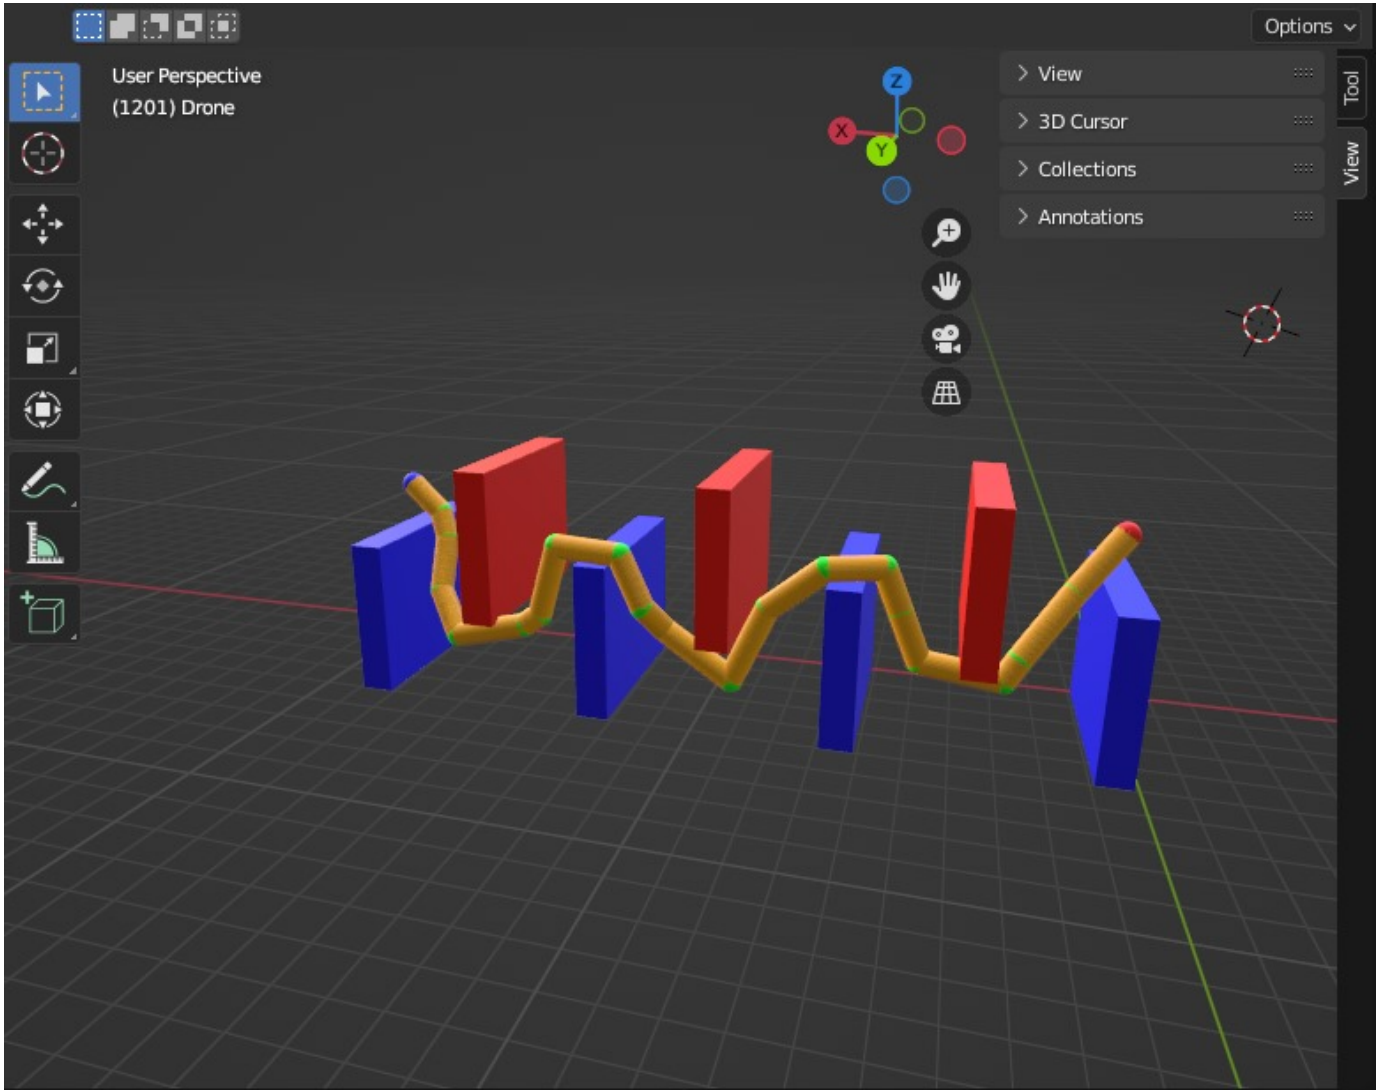 Options
User Perspective
(1201) Drone
Z
X
Y
View
3D Cursor
Collections
Annotations
Tool
View